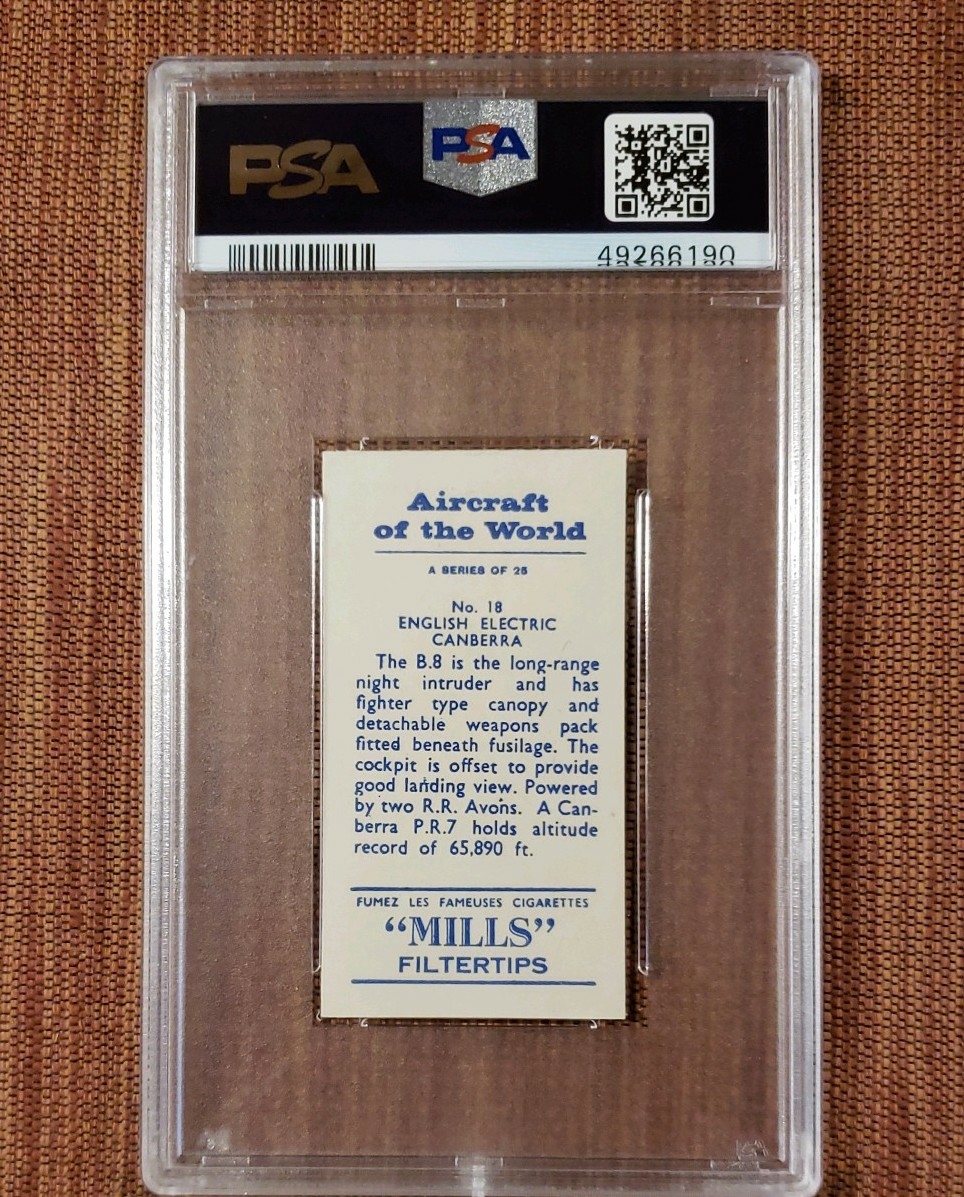 PSA
PSA
49266190
Aircraft
of the World
A SERIES OF 25
No. 18
ENGLISH ELECTRIC
CANBERRA
The B.8 is the long-range
night intruder and has
fighter type canopy and
detachable weapons pack
fitted beneath fusilage. The
cockpit is offset to provide
good landing view. Powered
by two R.R. Avons. A Can-
berra P.R.7 holds altitude
record of 65,890 ft.
FUMEZ LES FAMEUSES CIGARETTES
“MILLS”
FILTERTIPS